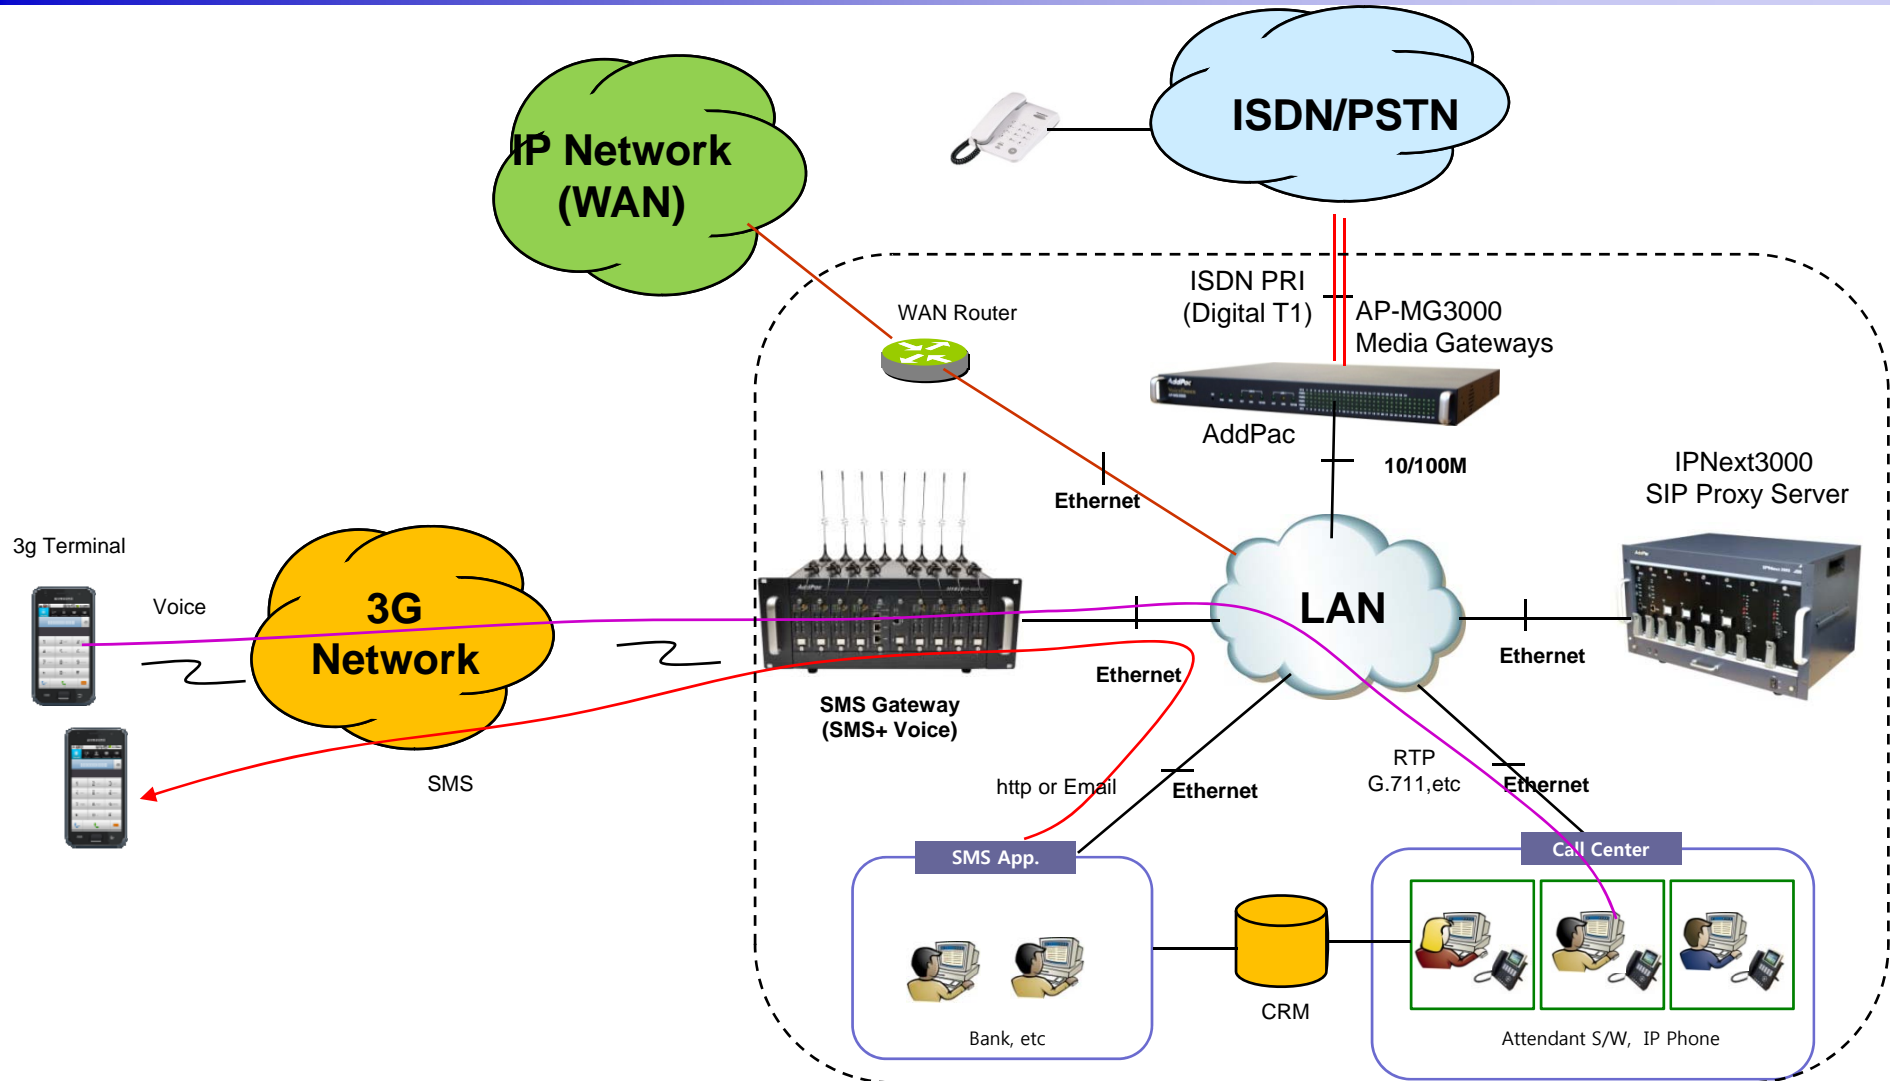 ISDN/PSTN
IP Network
(WAN)
ISDN PRI
(Digital T1)
AP-MG3000
Media Gateways
WAN Router
AddPac
AddPac
10/100M
IPNext3000
SIP Proxy Server
Ethernet
3g Terminal
Voice
3G
Network
AddPac
LAN
Ethernet
Ethernet
SMS Gateway
(SMS+ Voice)
SMS
http or Email
Ethernet
RTP
G.711,etc
Ethernet
SMS App.
Call Center
CRM
Bank, etc
Attendant S/W,  IP Phone